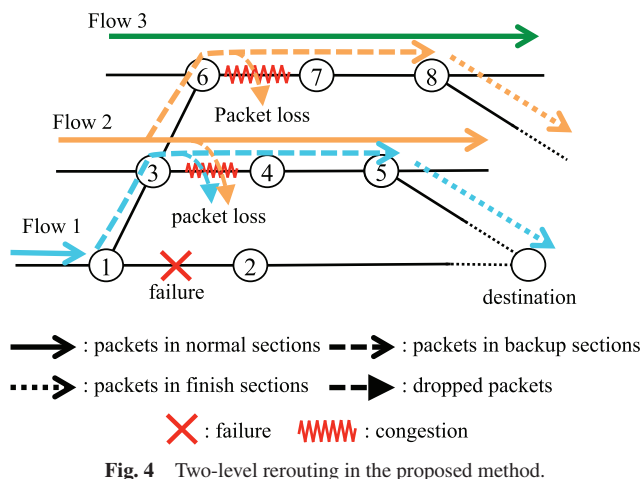 Flow 3
6
7
8
Packet loss
Flow 2
3
4
5
packet loss
Flow 1
1
2
failure
destination
: packets in normal sections
: packets in backup sections
: packets in finish sections
: dropped packets
: failure
: congestion
Fig. 4 Two-level rerouting in the proposed method.